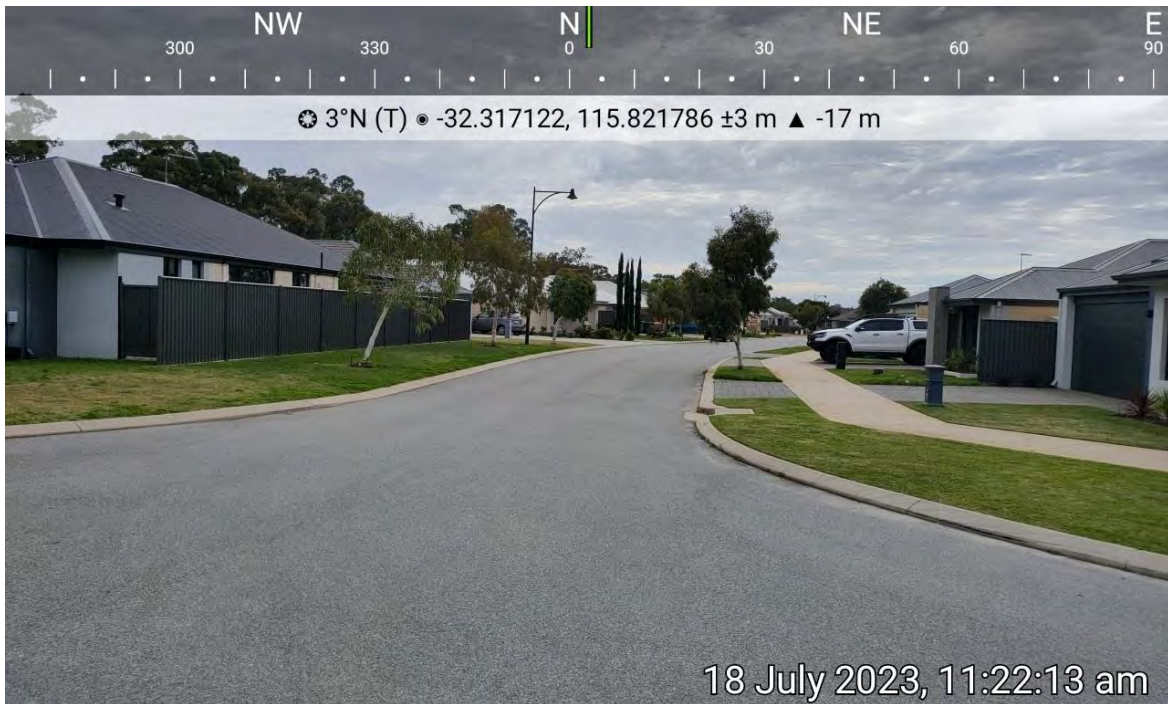 NW N NE E
300 330 0 30 60 90
3°N (T) ● -32.317122, 115.821786 ±3 m ▲ -17 m
18 July 2023, 11:22:13 am